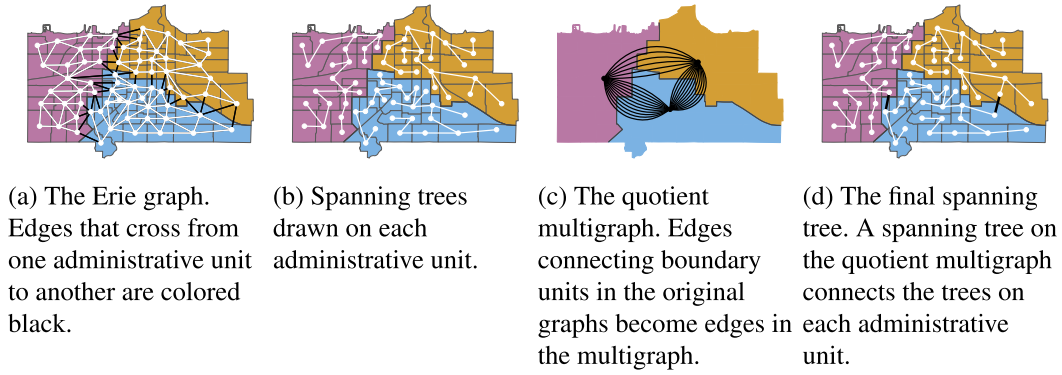 (a) The Erie graph.
Edges that cross from
one administrative unit
to another are colored
black.
(b) Spanning trees
drawn on each
administrative unit.
(c) The quotient
multigraph. Edges
connecting boundary
units in the original
graphs become edges in
the multigraph.
(d) The final spanning
tree. A spanning tree on
the quotient multigraph
connects the trees on
each administrative
unit.